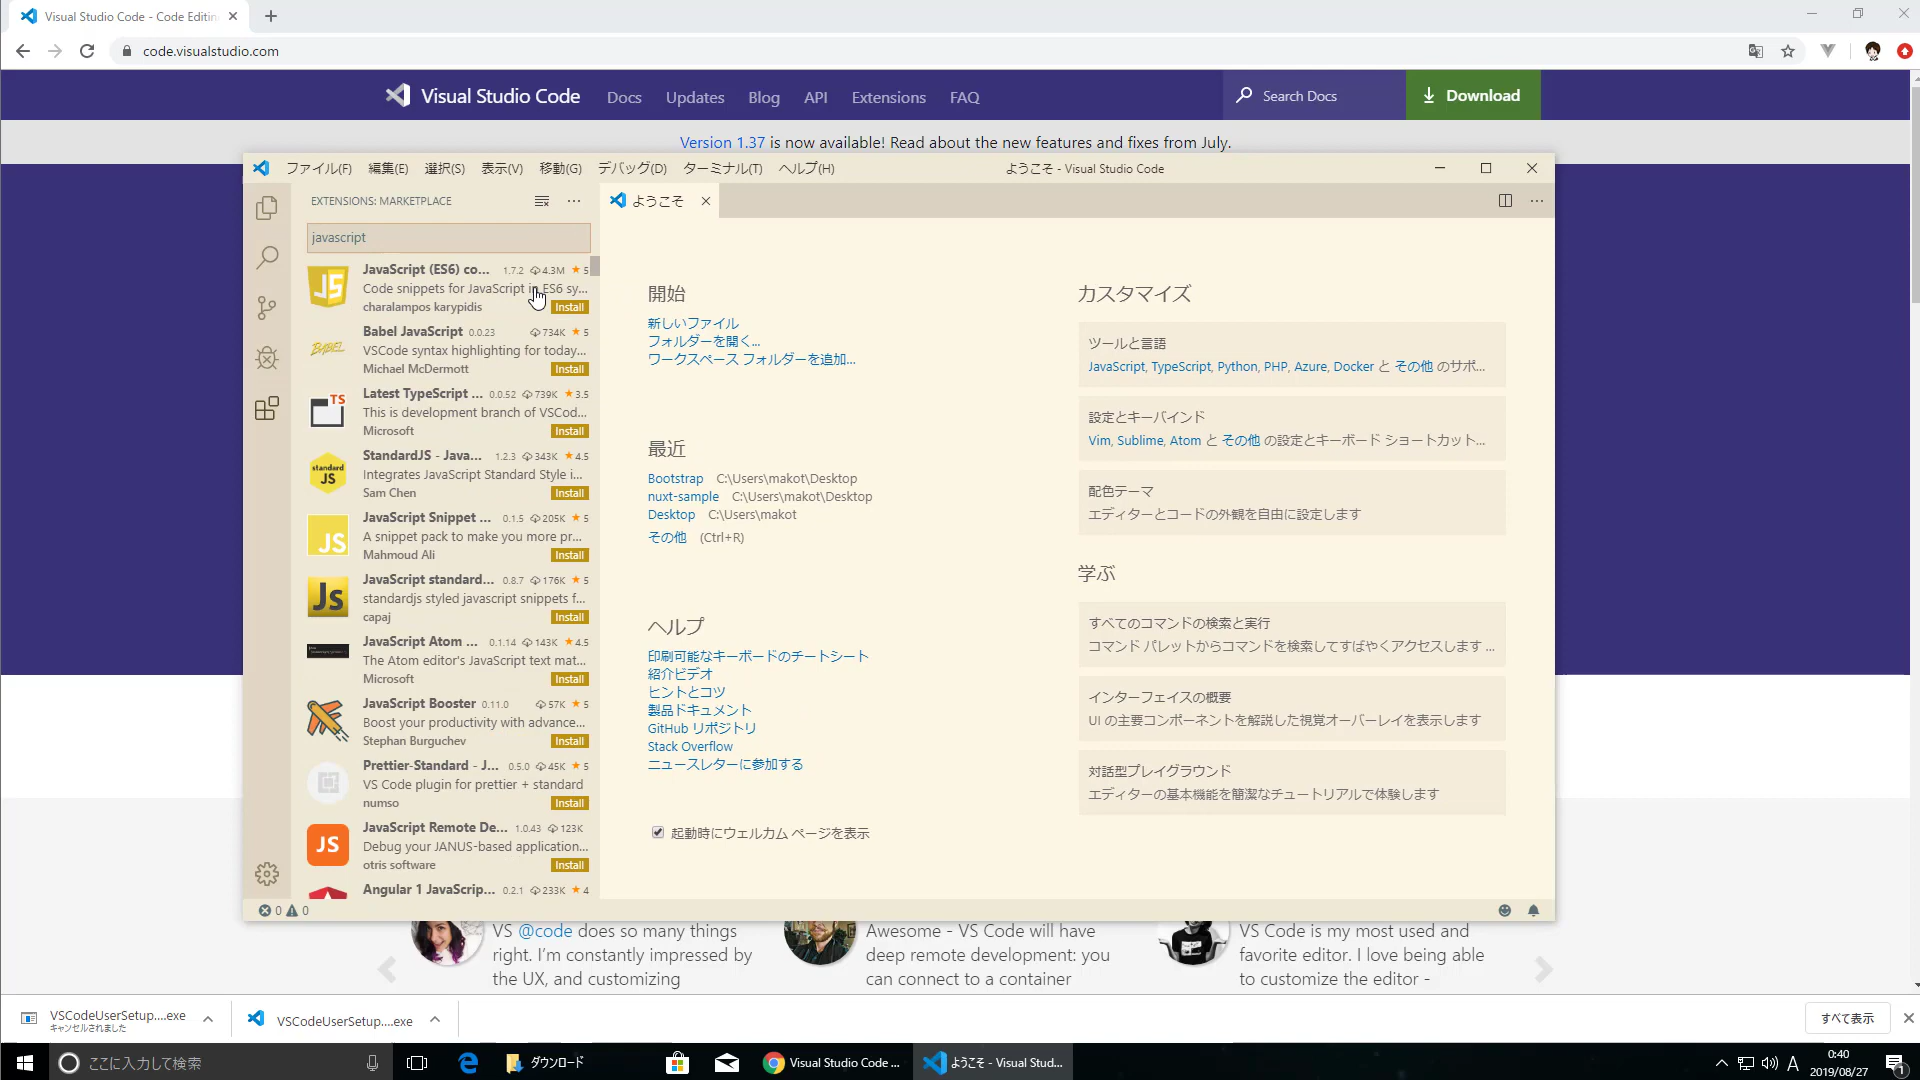 Visual Studio Code - Code Editin
code.visualstudio.com
Visual Studio Code
Docs
Updates
Blog
API
Extensions
FAQ
Search Docs
Download
Version 1.37 is now available! Read about the new features and fixes from July.
ファイル(F)
編集(E)
選択(S)
表示(V)
移動(G)
デバッグ(D)
ターミナル(T)
ヘルプ(H)
ようこそ - Visual Studio Code
EXTENSIONS: MARKETPLACE
javascript
JavaScript (ES6) co... 1.7.2 4.3M ★ 5
Code snippets for JavaScript in ES6 sy...
charalampos karypidis Install
Babel JavaScript 0.0.23 734K ★ 5
VSCode syntax highlighting for today...
Michael McDermott Install
Latest TypeScript ... 0.0.52 739K ★ 3.5
This is development branch of VSCod...
Microsoft Install
StandardJS - Java... 1.2.3 343K ★ 4.5
Integrates JavaScript Standard Style i...
Sam Chen Install
JavaScript Snippet ... 0.1.5 205K ★ 5
A snippet pack to make you more pr...
Mahmoud Ali Install
JavaScript standard... 0.8.7 176K ★ 5
standardjs styled javascript snippets f...
capaj Install
JavaScript Atom ... 0.1.14 143K ★ 4.5
The Atom editor's JavaScript text mat...
Microsoft Install
JavaScript Booster 0.11.0 57K ★ 5
Boost your productivity with advance...
Stephan Burguchev Install
Prettier-Standard - J... 0.5.0 45K ★ 5
VS Code plugin for prettier + standard
numso Install
JavaScript Remote De... 1.0.43 123K
Debug your JANUS-based application...
otris software Install
Angular 1 JavaScrip... 0.2.1 233K ★ 4
JS
BABEL
TS
standard
JS
JS
Js
JS
ようこそ
開始
新しいファイル
フォルダーを開く...
ワークスペース フォルダーを追加...
最近
Bootstrap C:\Users\makot\Desktop
nuxt-sample C:\Users\makot\Desktop
Desktop C:\Users\makot
その他 (Ctrl+R)
ヘルプ
印刷可能なキーボードのチートシート
紹介ビデオ
ヒントとコツ
製品ドキュメント
GitHub リポジトリ
Stack Overflow
ニュースレターに参加する
起動時にウェルカム ページを表示
カスタマイズ
ツールと言語
JavaScript, TypeScript, Python, PHP, Azure, Docker と その他 のサポ...
設定とキーバインド
Vim, Sublime, Atom と その他 の設定とキーボード ショートカット...
配色テーマ
エディターとコードの外観を自由に設定します
学ぶ
すべてのコマンドの検索と実行
コマンド パレットからコマンドを検索してすばやくアクセスします ...
インターフェイスの概要
UI の主要コンポーネントを解説した視覚オーバーレイを表示します
対話型プレイグラウンド
エディターの基本機能を簡潔なチュートリアルで体験します
0 0
VS @code does so many things
right. I'm constantly impressed by
the UX, and customizing
Awesome - VS Code will have
deep remote development: you
can connect to a container
VS Code is my most used and
favorite editor. I love being able
to customize the editor -
VSCodeUserSetup....exe
キャンセルされました
VSCodeUserSetup....exe
すべて表示
ここに入力して検索
ダウンロード
Visual Studio Code ...
ようこそ - Visual Stud...
A
0:40
2019/08/27
1